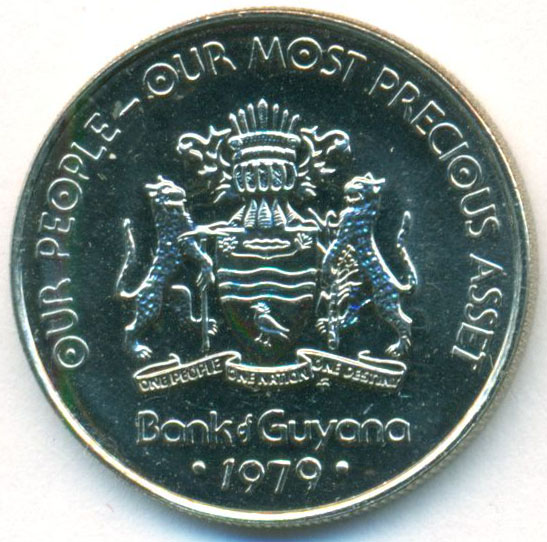 OUR PEOPLE – OUR MOST PRECIOUS ASSET
ONE PEOPLE ONE NATION ONE DESTINY
Bank of Guyana
• 1979 •